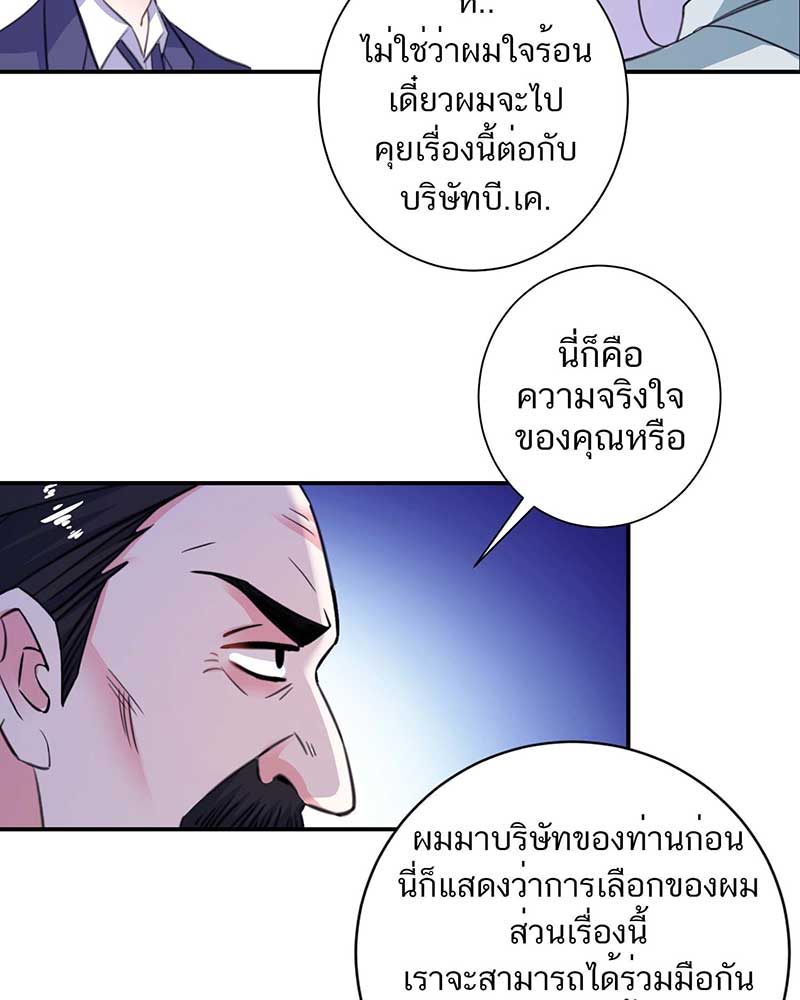 ไม่ใช่ว่าผมใจร้อน
เดี๋ยวผมจะไป
คุยเรื่องนี้ต่อกับ
บริษัทบี.เค.
นี่ก็คือ
ความจริงใจ
ของคุณหรือ
ผมมาบริษัทของท่านก่อน
นี่ก็แสดงว่าการเลือกของผม
ส่วนเรื่องนี้
เราจะสามารถได้ร่วมมือกัน